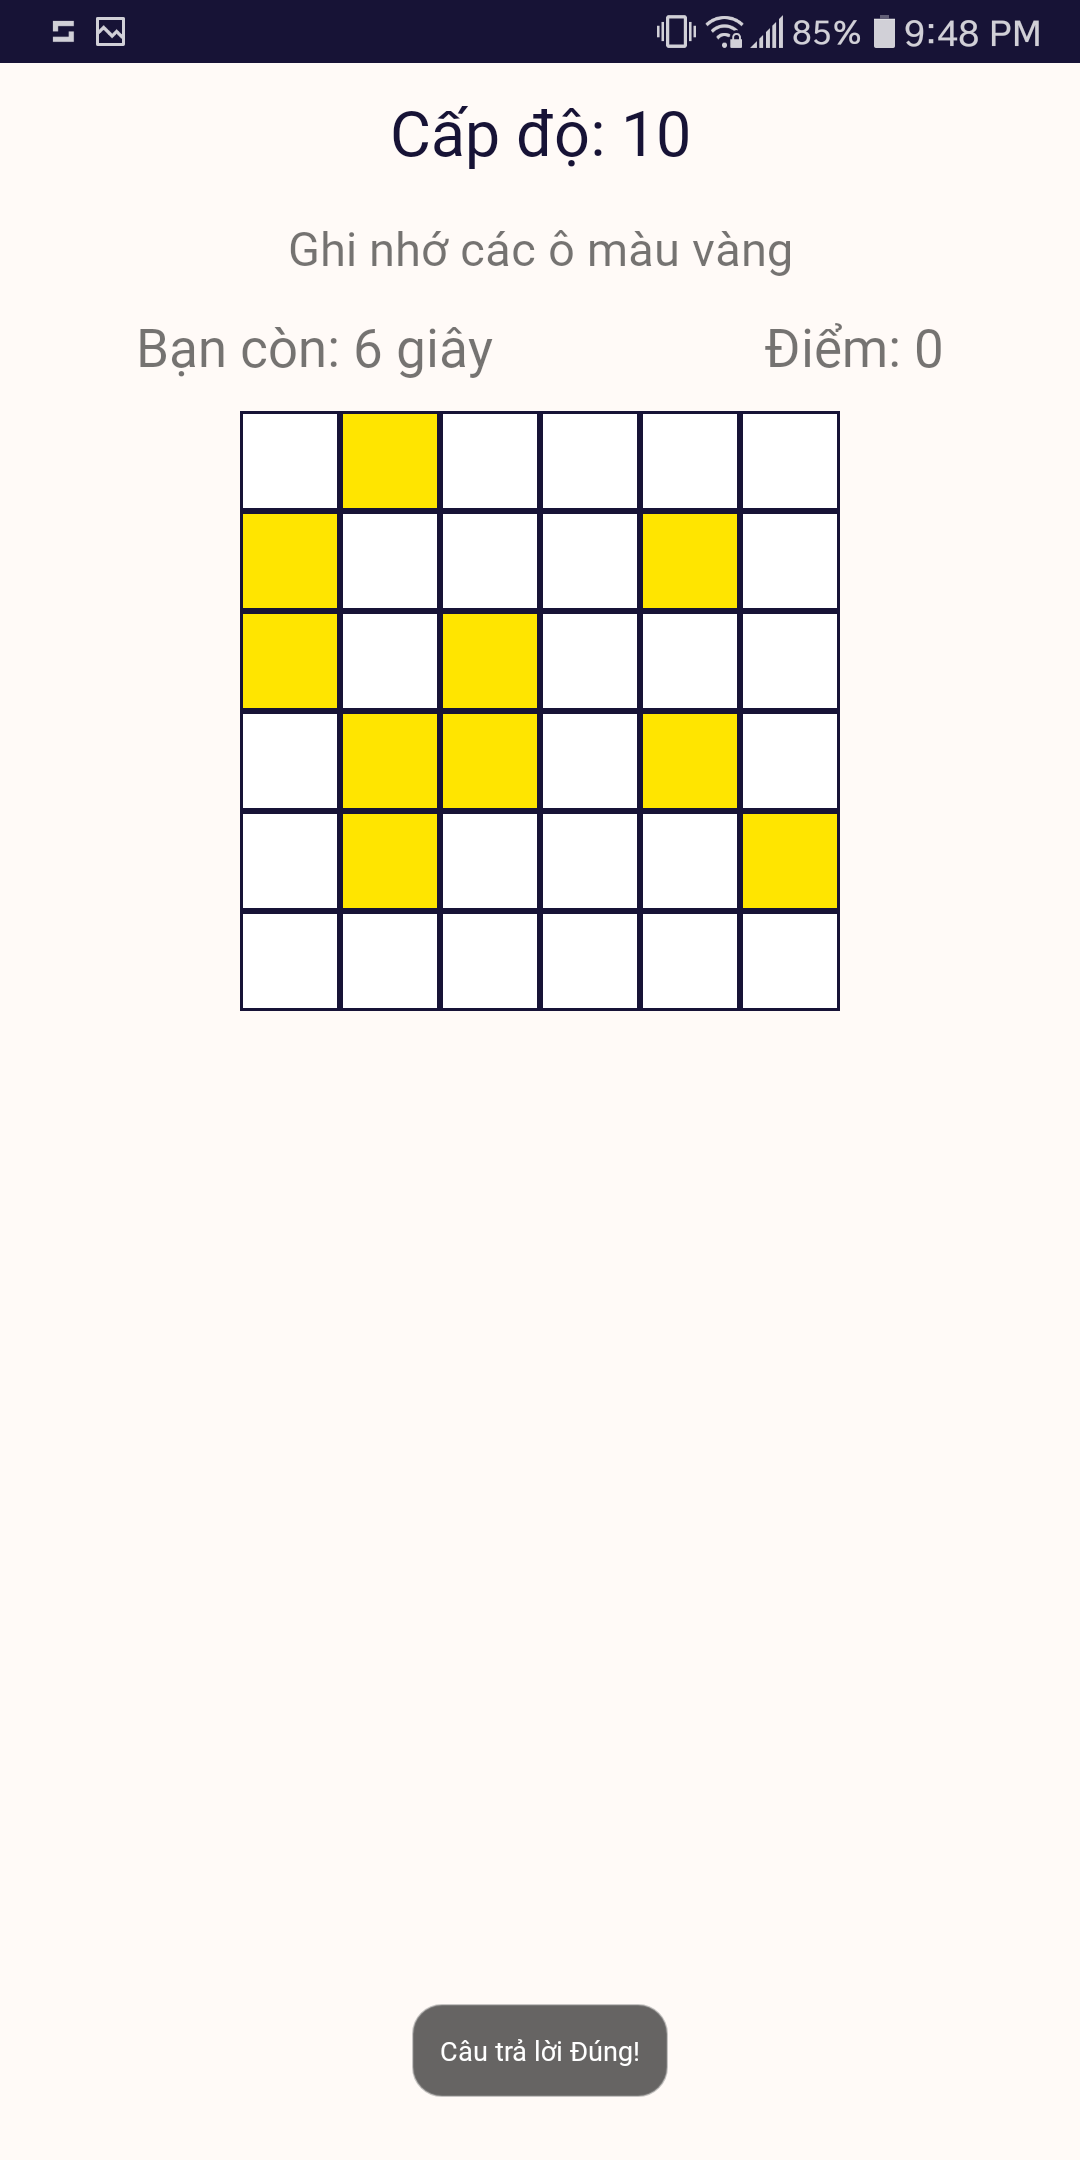 85% 9:48 PM
Cấp độ: 10
Ghi nhớ các ô màu vàng
Bạn còn: 6 giây Điểm: 0
Câu trả lời Đúng!